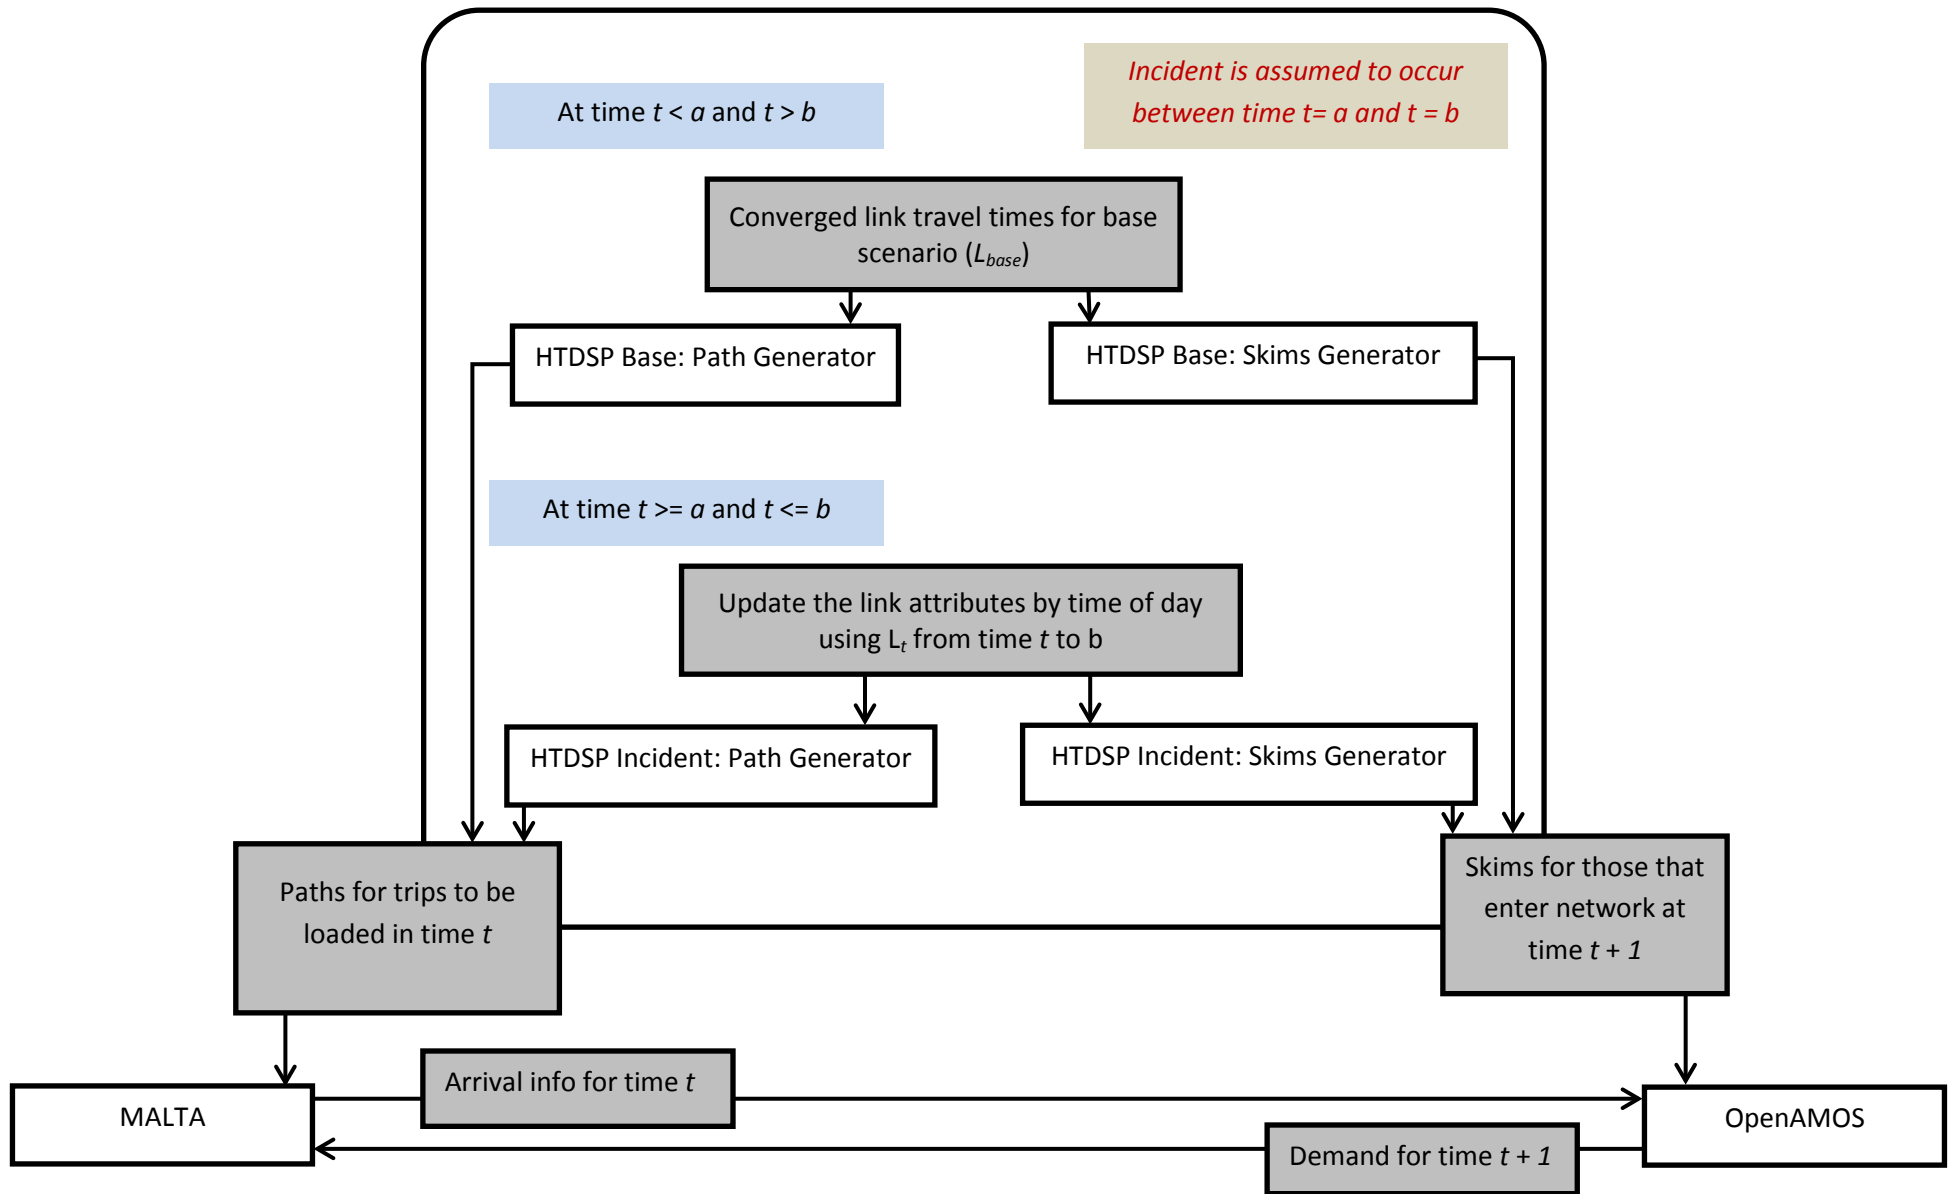 Incident is assumed to occur
between time t= a and t = b
At time t < a and t > b
Converged link travel times for base
scenario (L_base)
HTDSP Base: Path Generator
HTDSP Base: Skims Generator
At time t >= a and t <= b
Update the link attributes by time of day
using L_t from time t to b
HTDSP Incident: Path Generator
HTDSP Incident: Skims Generator
Paths for trips to be
loaded in time t
Skims for those that
enter network at
time t + 1
Arrival info for time t
MALTA
OpenAMOS
Demand for time t + 1